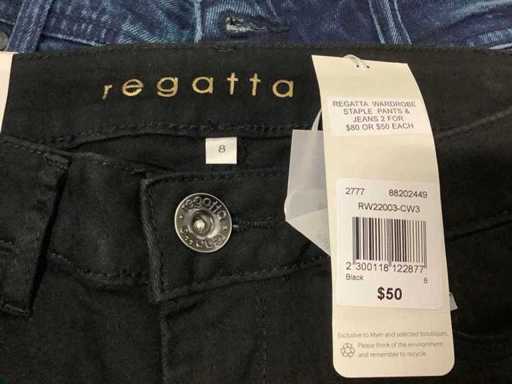 regatta
8
regatta
REGATTA WARDROBE
STAPLE PANTS &
JEANS 2 FOR
$80 OR $50 EACH
2777 88202449
RW22003-CW3
2 300118 122877
Black 8
$50
Exclusive to Myer and selected boutiques.
Please think of the environment
and remember to recycle.